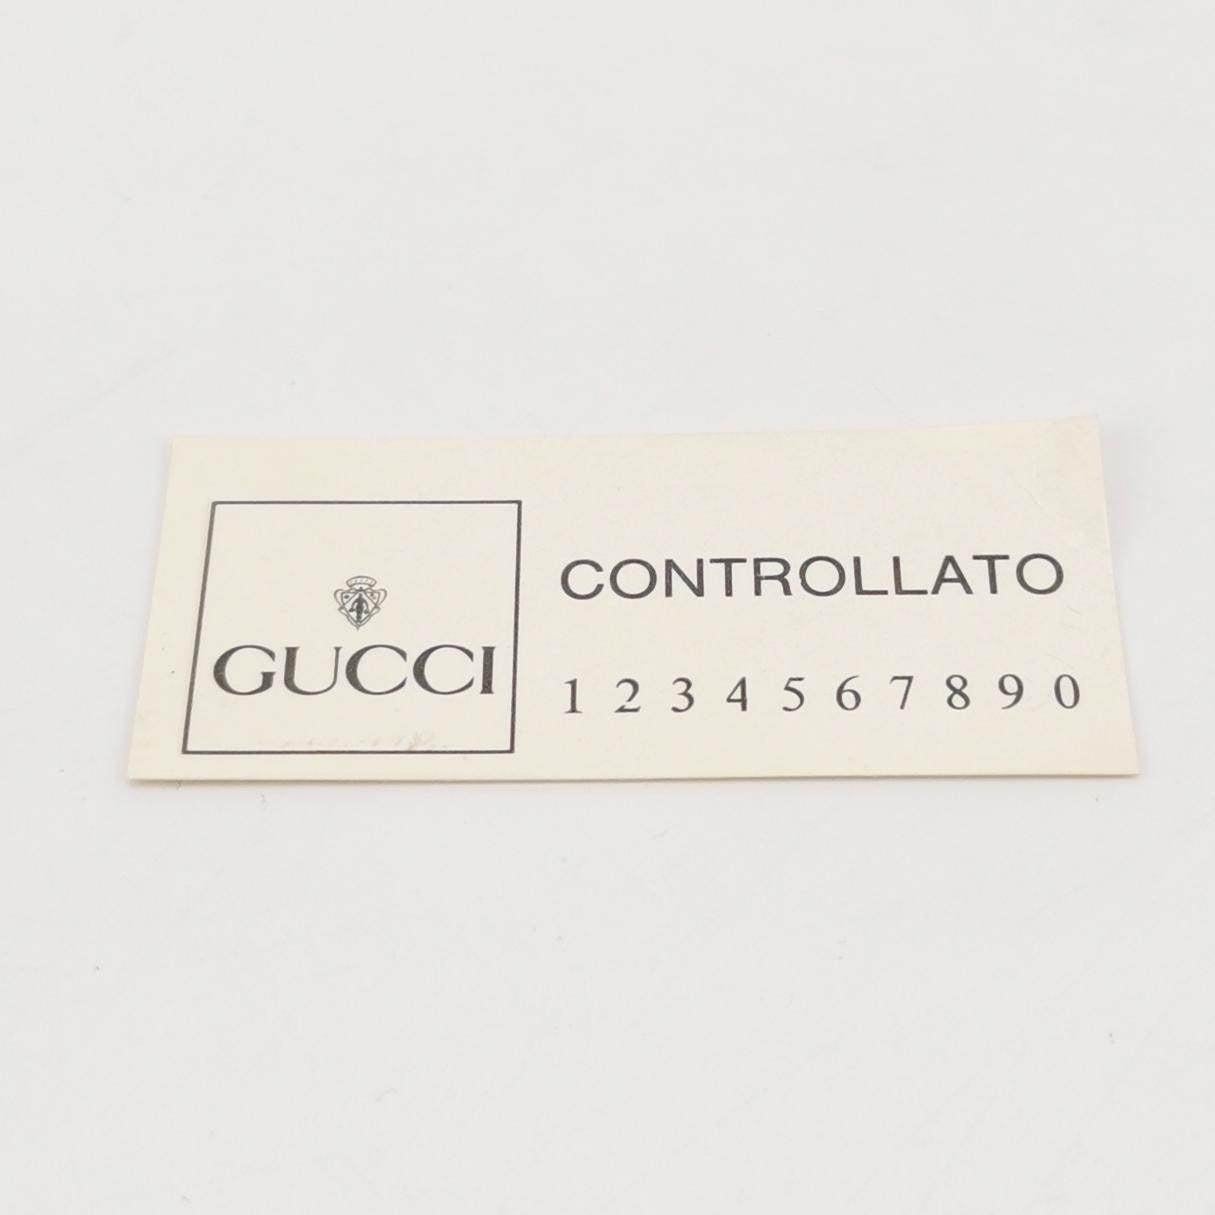 GUCCI
CONTROLLATO
1 2 3 4 5 6 7 8 9 0